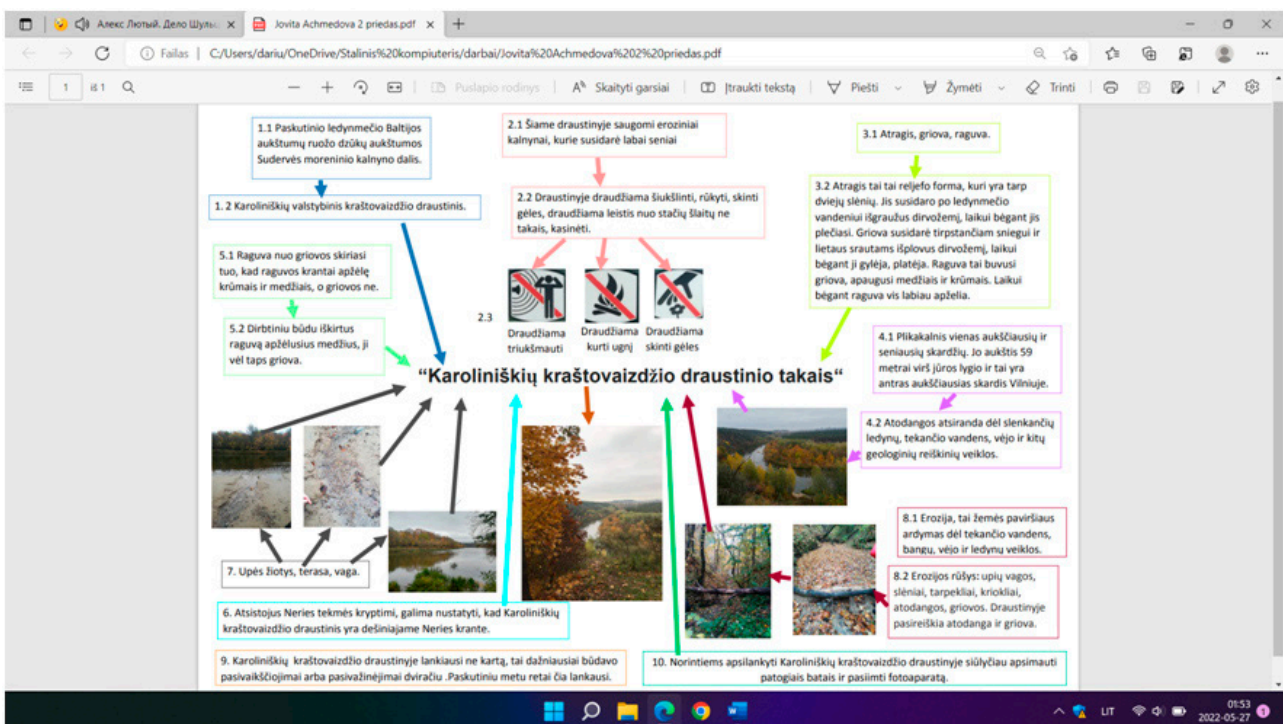 Алекс Лютый. Дело Шульц
Jovita Achmedova 2 priedas.pdf
Failas
C:/Users/dariu/OneDrive/Stalinis%20kompiuteris/darbai/Jovita%20Achmedova%202%20priedas.pdf
1
iš 1
Puslapio rodinys
Skaityti garsiai
Įtraukti tekstą
Piešti
Žymėti
Trinti
1.1 Paskutinio ledynmečio Baltijos
aukštumų ruožo dzūkų aukštumos
Sudervės moreninio kalnyno dalis.
1. 2 Karoliniškių valstybinis kraštovaizdžio draustinis.
2.1 Šiame draustinyje saugomi eroziniai
kalnynai, kurie susidarė labai seniai
2.2 Draustinyje draudžiama šiukšlinti, rūkyti, skinti
gėles, draudžiama leistis nuo stačių šlaitų ne
takais, kasinėti.
2.3
Draudžiama
triukšmauti
Draudžiama
kurti ugnį
Draudžiama
skinti gėles
3.1 Atragis, griova, raguva.
3.2 Atragis tai tai reljefo forma, kuri yra tarp
dviejų slėnių. Jis susidaro po ledynmečio
vandeniui išgraužus dirvožemį, laikui bėgant jis
plečiasi. Griova susidarė tirpstančiam sniegui ir
lietaus srautams išplovus dirvožemį, laikui
bėgant ji gylėja, platėja. Raguva tai buvusi
griova, apaugusi medžiais ir krūmais. Laikui
bėgant raguva vis labiau apželia.
5.1 Raguva nuo griovos skiriasi
tuo, kad raguvos krantai apžėlę
krūmais ir medžiais, o griovos ne.
5.2 Dirbtiniu būdu iškirtus
raguvą apžėlusius medžius, ji
vėl taps griova.
4.1 Plikakalnis vienas aukščiausių ir
seniausių skardžių. Jo aukštis 59
metrai virš jūros lygio ir tai yra
antras aukščiausias skardis Vilniuje.
"Karoliniškių kraštovaizdžio draustinio takais"
4.2 Atodangos atsiranda dėl slenkančių
ledynų, tekančio vandens, vėjo ir kitų
geologinių reiškinių veiklos.
7. Upės žiotys, terasa, vaga.
8.1 Erozija, tai žemės paviršiaus
ardymas dėl tekančio vandens,
bangų, vėjo ir ledynų veiklos.
8.2 Erozijos rūšys: upių vagos,
slėniai, tarpekliai, kriokliai,
atodangos, griovos. Draustinyje
pasireiškia atodanga ir griova.
6. Atsistojus Neries tekmės kryptimi, galima nustatyti, kad Karoliniškių
kraštovaizdžio draustinis yra dešiniajame Neries krante.
9. Karoliniškių kraštovaizdžio draustinyje lankiausi ne kartą, tai dažniausiai būdavo
pasivaikščiojimai arba pasivažinėjimai dviračiu .Paskutiniu metu retai čia lankausi.
10. Norintiems apsilankyti Karoliniškių kraštovaizdžio draustinyje siūlyčiau apsimauti
patogiais batais ir pasiimti fotoaparatą.
LIT
01:53
2022-05-27
1